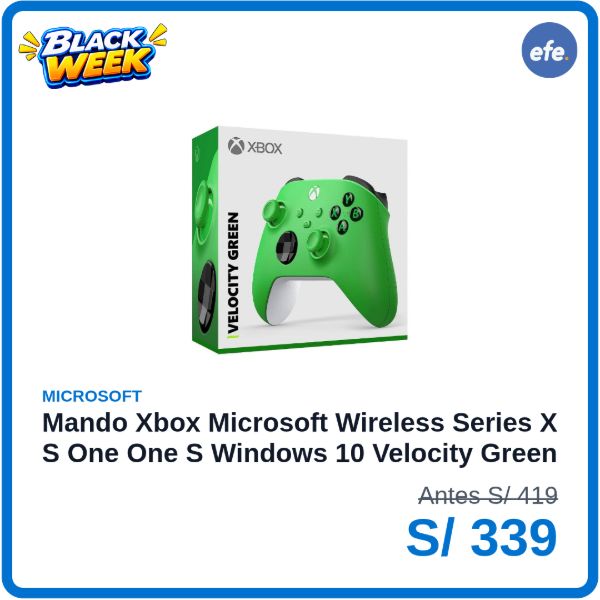 BLACK
WEEK
efe.
XBOX
VELOCITY GREEN
Y
X
B
A
MICROSOFT
Mando Xbox Microsoft Wireless Series X
S One One S Windows 10 Velocity Green
Antes S/ 419
S/ 339